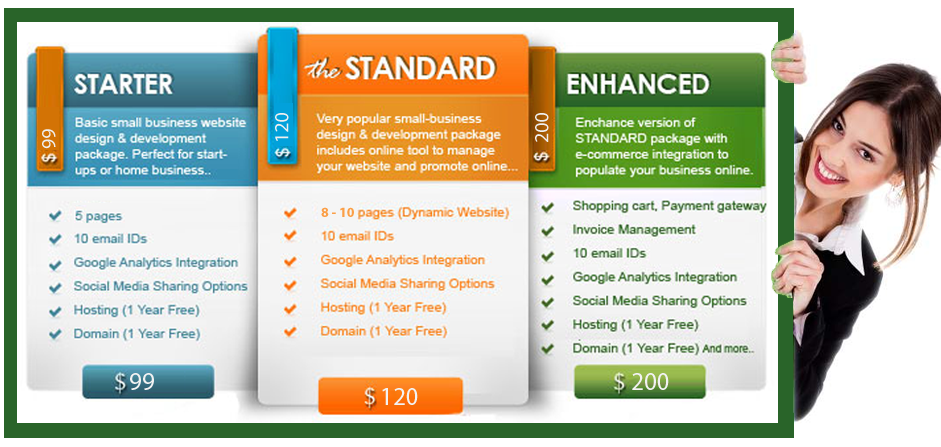 STARTER
$ 99
Basic small business website
design & development
package. Perfect for start-
ups or home business..
5 pages
10 email IDs
Google Analytics Integration
Social Media Sharing Options
Hosting (1 Year Free)
Domain (1 Year Free)
$ 99
the STANDARD
$ 120
Very popular small-business
design & development package
includes online tool to manage
your website and promote online...
8 - 10 pages (Dynamic Website)
10 email IDs
Google Analytics Integration
Social Media Sharing Options
Hosting (1 Year Free)
Domain (1 Year Free)
$ 120
ENHANCED
$ 200
Enchance version of
STANDARD package with
e-commerce integration to
populate your business online.
Shopping cart, Payment gateway
Invoice Management
10 email IDs
Google Analytics Integration
Social Media Sharing Options
Hosting (1 Year Free)
Domain (1 Year Free) And more..
$ 200